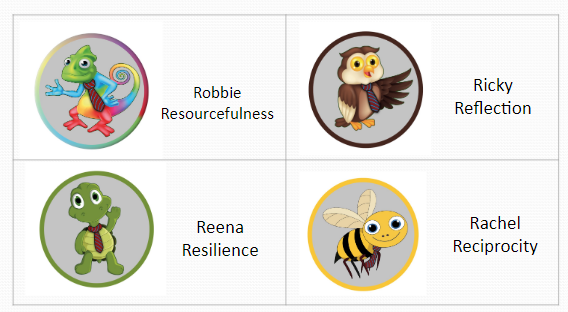 Robbie
Resourcefulness
Ricky
Reflection
Reena
Resilience
Rachel
Reciprocity